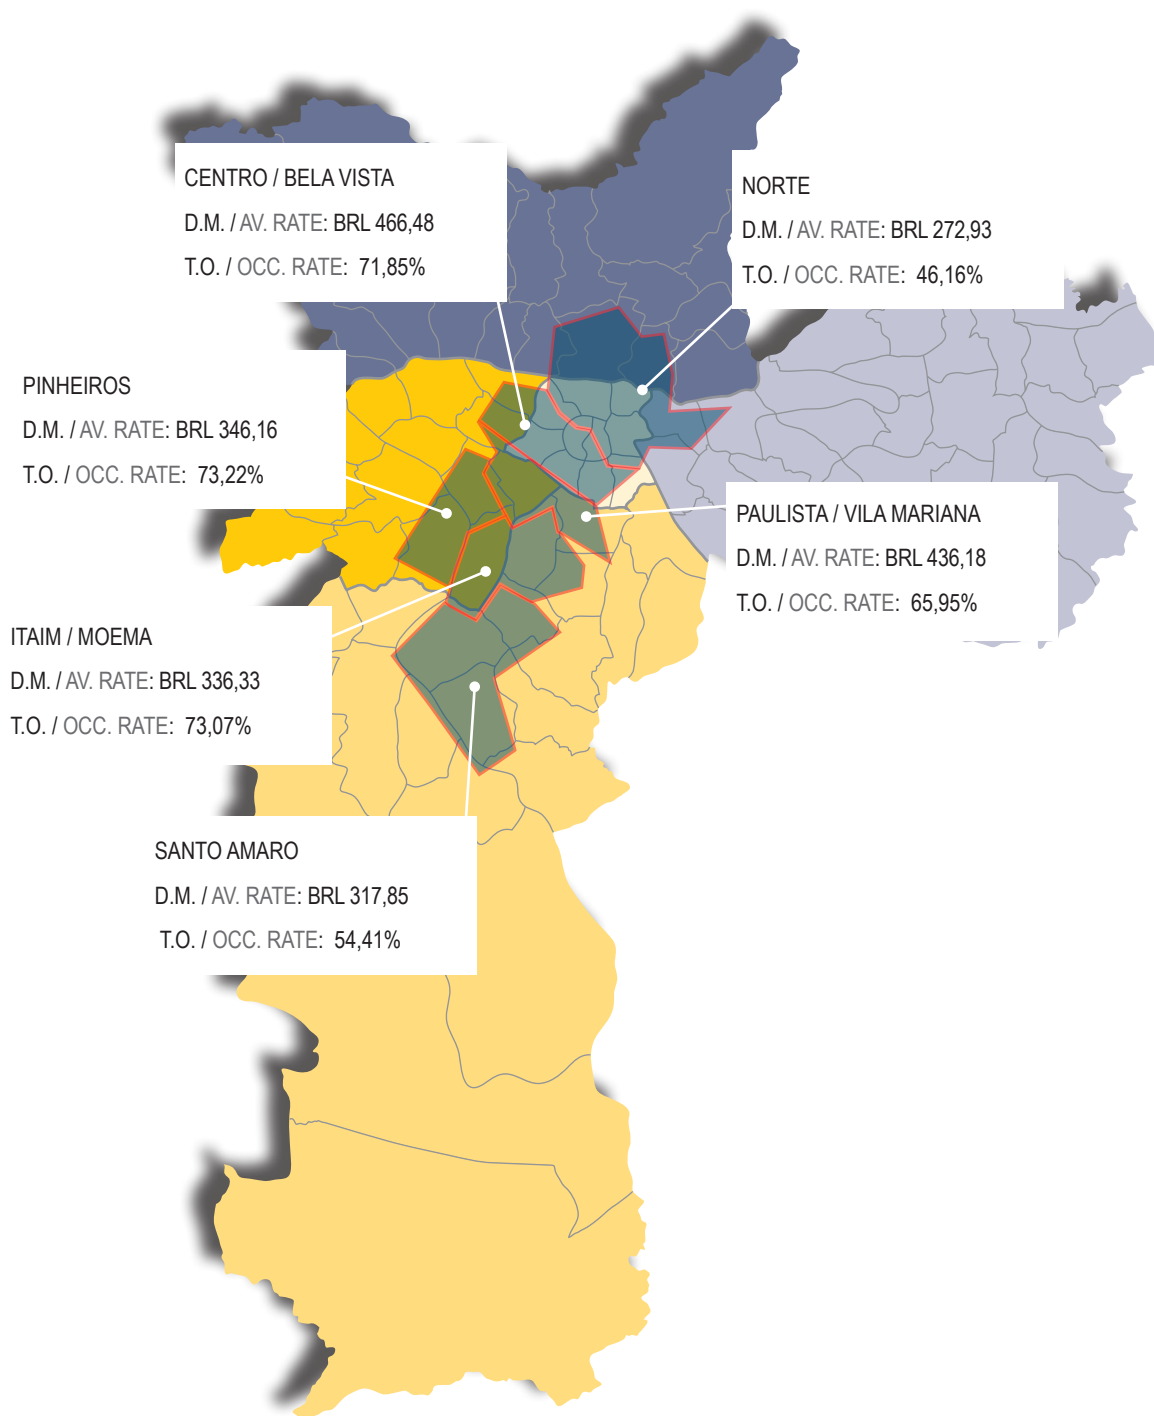 CENTRO / BELA VISTA
D.M. / AV. RATE: BRL 466,48
T.O. / OCC. RATE: 71,85%
NORTE
D.M. / AV. RATE: BRL 272,93
T.O. / OCC. RATE: 46,16%
PINHEIROS
D.M. / AV. RATE: BRL 346,16
T.O. / OCC. RATE: 73,22%
PAULISTA / VILA MARIANA
D.M. / AV. RATE: BRL 436,18
T.O. / OCC. RATE: 65,95%
ITAIM / MOEMA
D.M. / AV. RATE: BRL 336,33
T.O. / OCC. RATE: 73,07%
SANTO AMARO
D.M. / AV. RATE: BRL 317,85
T.O. / OCC. RATE: 54,41%